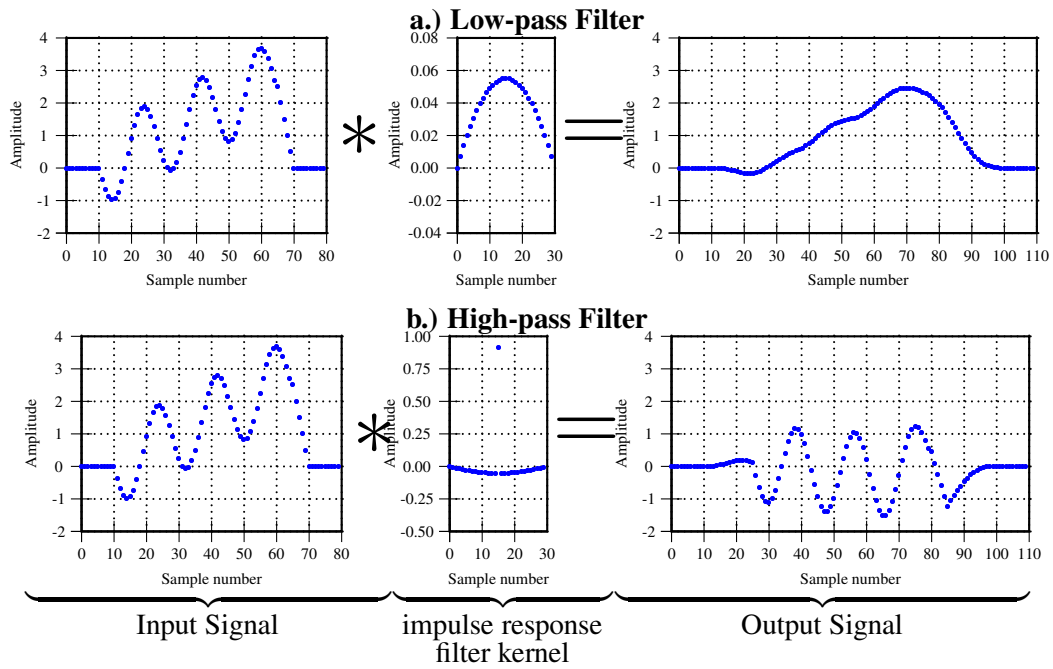 a.) Low-pass Filter
4
3
2
1
0
-1
-2
Amplitude
0 10 20 30 40 50 60 70 80
Sample number
*
0.08
0.06
0.04
0.02
0.00
-0.02
-0.04
Amplitude
0 10 20 30
Sample number
=
4
3
2
1
0
-1
-2
Amplitude
0 10 20 30 40 50 60 70 80 90 100 110
Sample number
b.) High-pass Filter
4
3
2
1
0
-1
-2
Amplitude
0 10 20 30 40 50 60 70 80
Sample number
*
1.00
0.75
0.50
0.25
0.00
-0.25
-0.50
Amplitude
0 10 20 30
Sample number
=
4
3
2
1
0
-1
-2
Amplitude
0 10 20 30 40 50 60 70 80 90 100 110
Sample number
Input Signal
impulse response
filter kernel
Output Signal